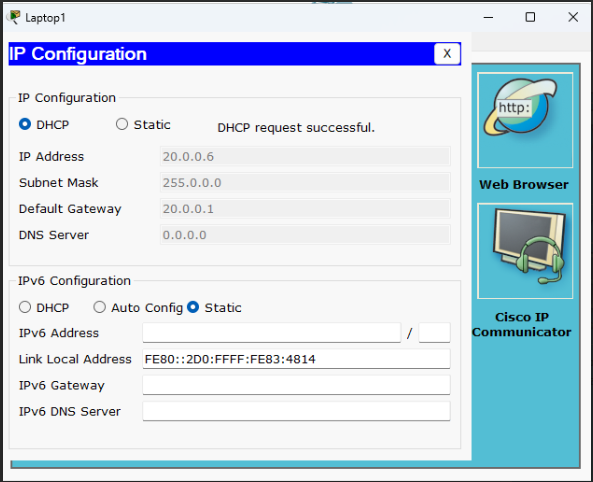 Laptop1
IP Configuration
X
IP Configuration
DHCP
Static
DHCP request successful.
IP Address
20.0.0.6
Subnet Mask
255.0.0.0
Default Gateway
20.0.0.1
DNS Server
0.0.0.0
IPv6 Configuration
DHCP
Auto Config
Static
IPv6 Address
/
Link Local Address
FE80::2D0:FFFF:FE83:4814
IPv6 Gateway
IPv6 DNS Server
http:
Web Browser
Cisco IP
Communicator